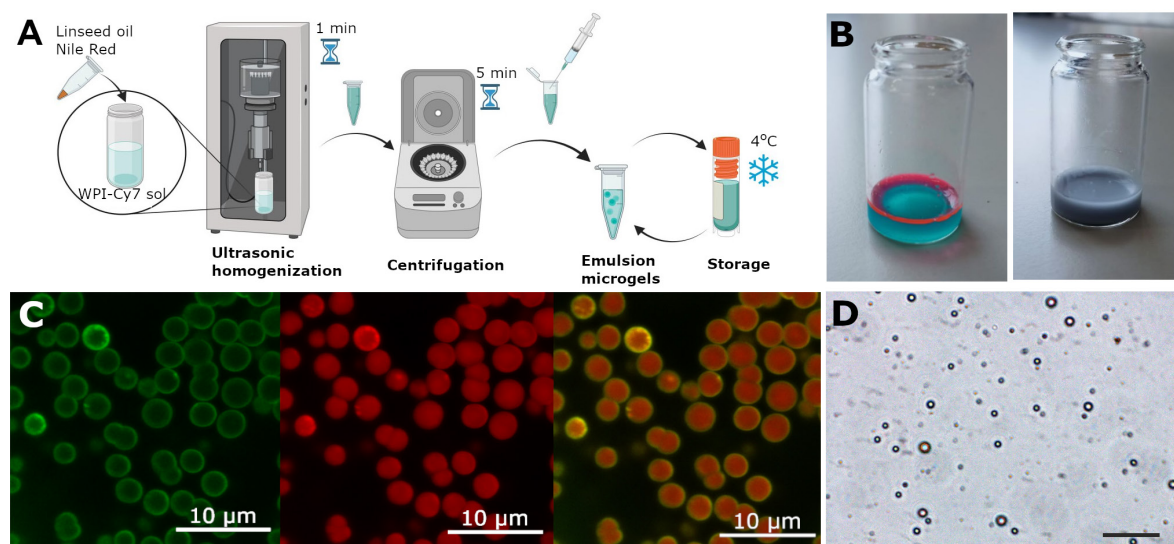 A
Linseed oil
Nile Red
WPI-Cy7 sol
1 min
Ultrasonic
homogenization
5 min
Centrifugation
Emulsion
microgels
4°C
Storage
B
C
10 µm
10 µm
10 µm
D